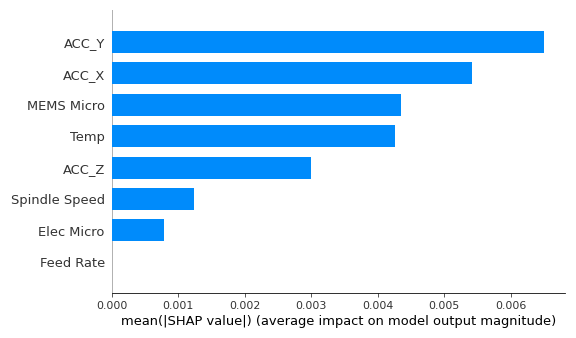 ACC_Y
ACC_X
MEMS Micro
Temp
ACC_Z
Spindle Speed
Elec Micro
Feed Rate
0.000 0.001 0.002 0.003 0.004 0.005 0.006
mean(|SHAP value|) (average impact on model output magnitude)